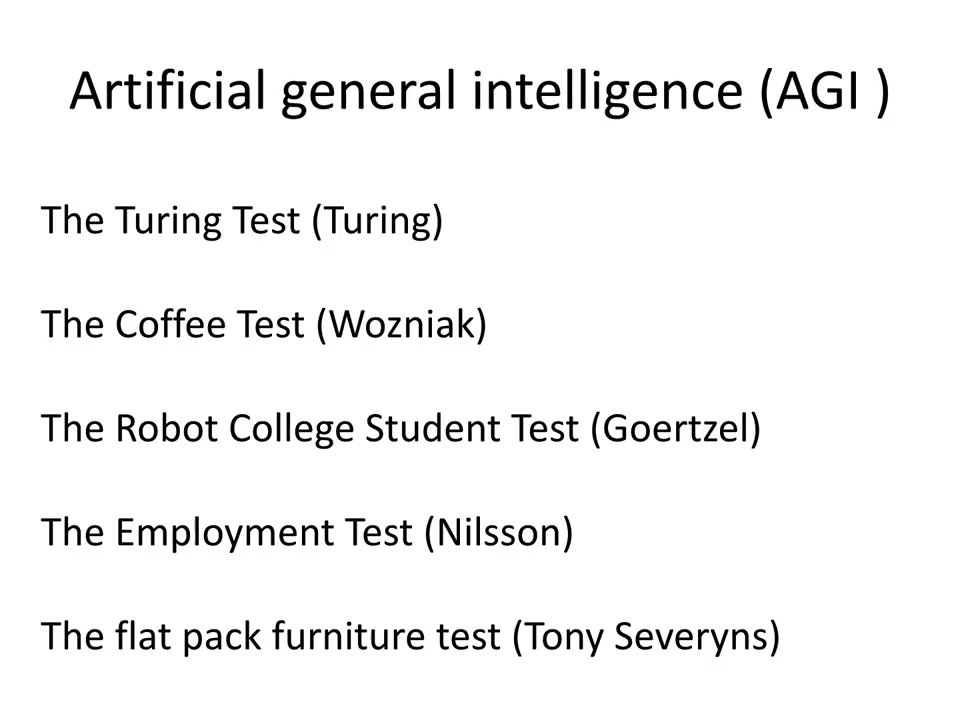 Artificial general intelligence (AGI )
The Turing Test (Turing)
The Coffee Test (Wozniak)
The Robot College Student Test (Goertzel)
The Employment Test (Nilsson)
The flat pack furniture test (Tony Severyns)